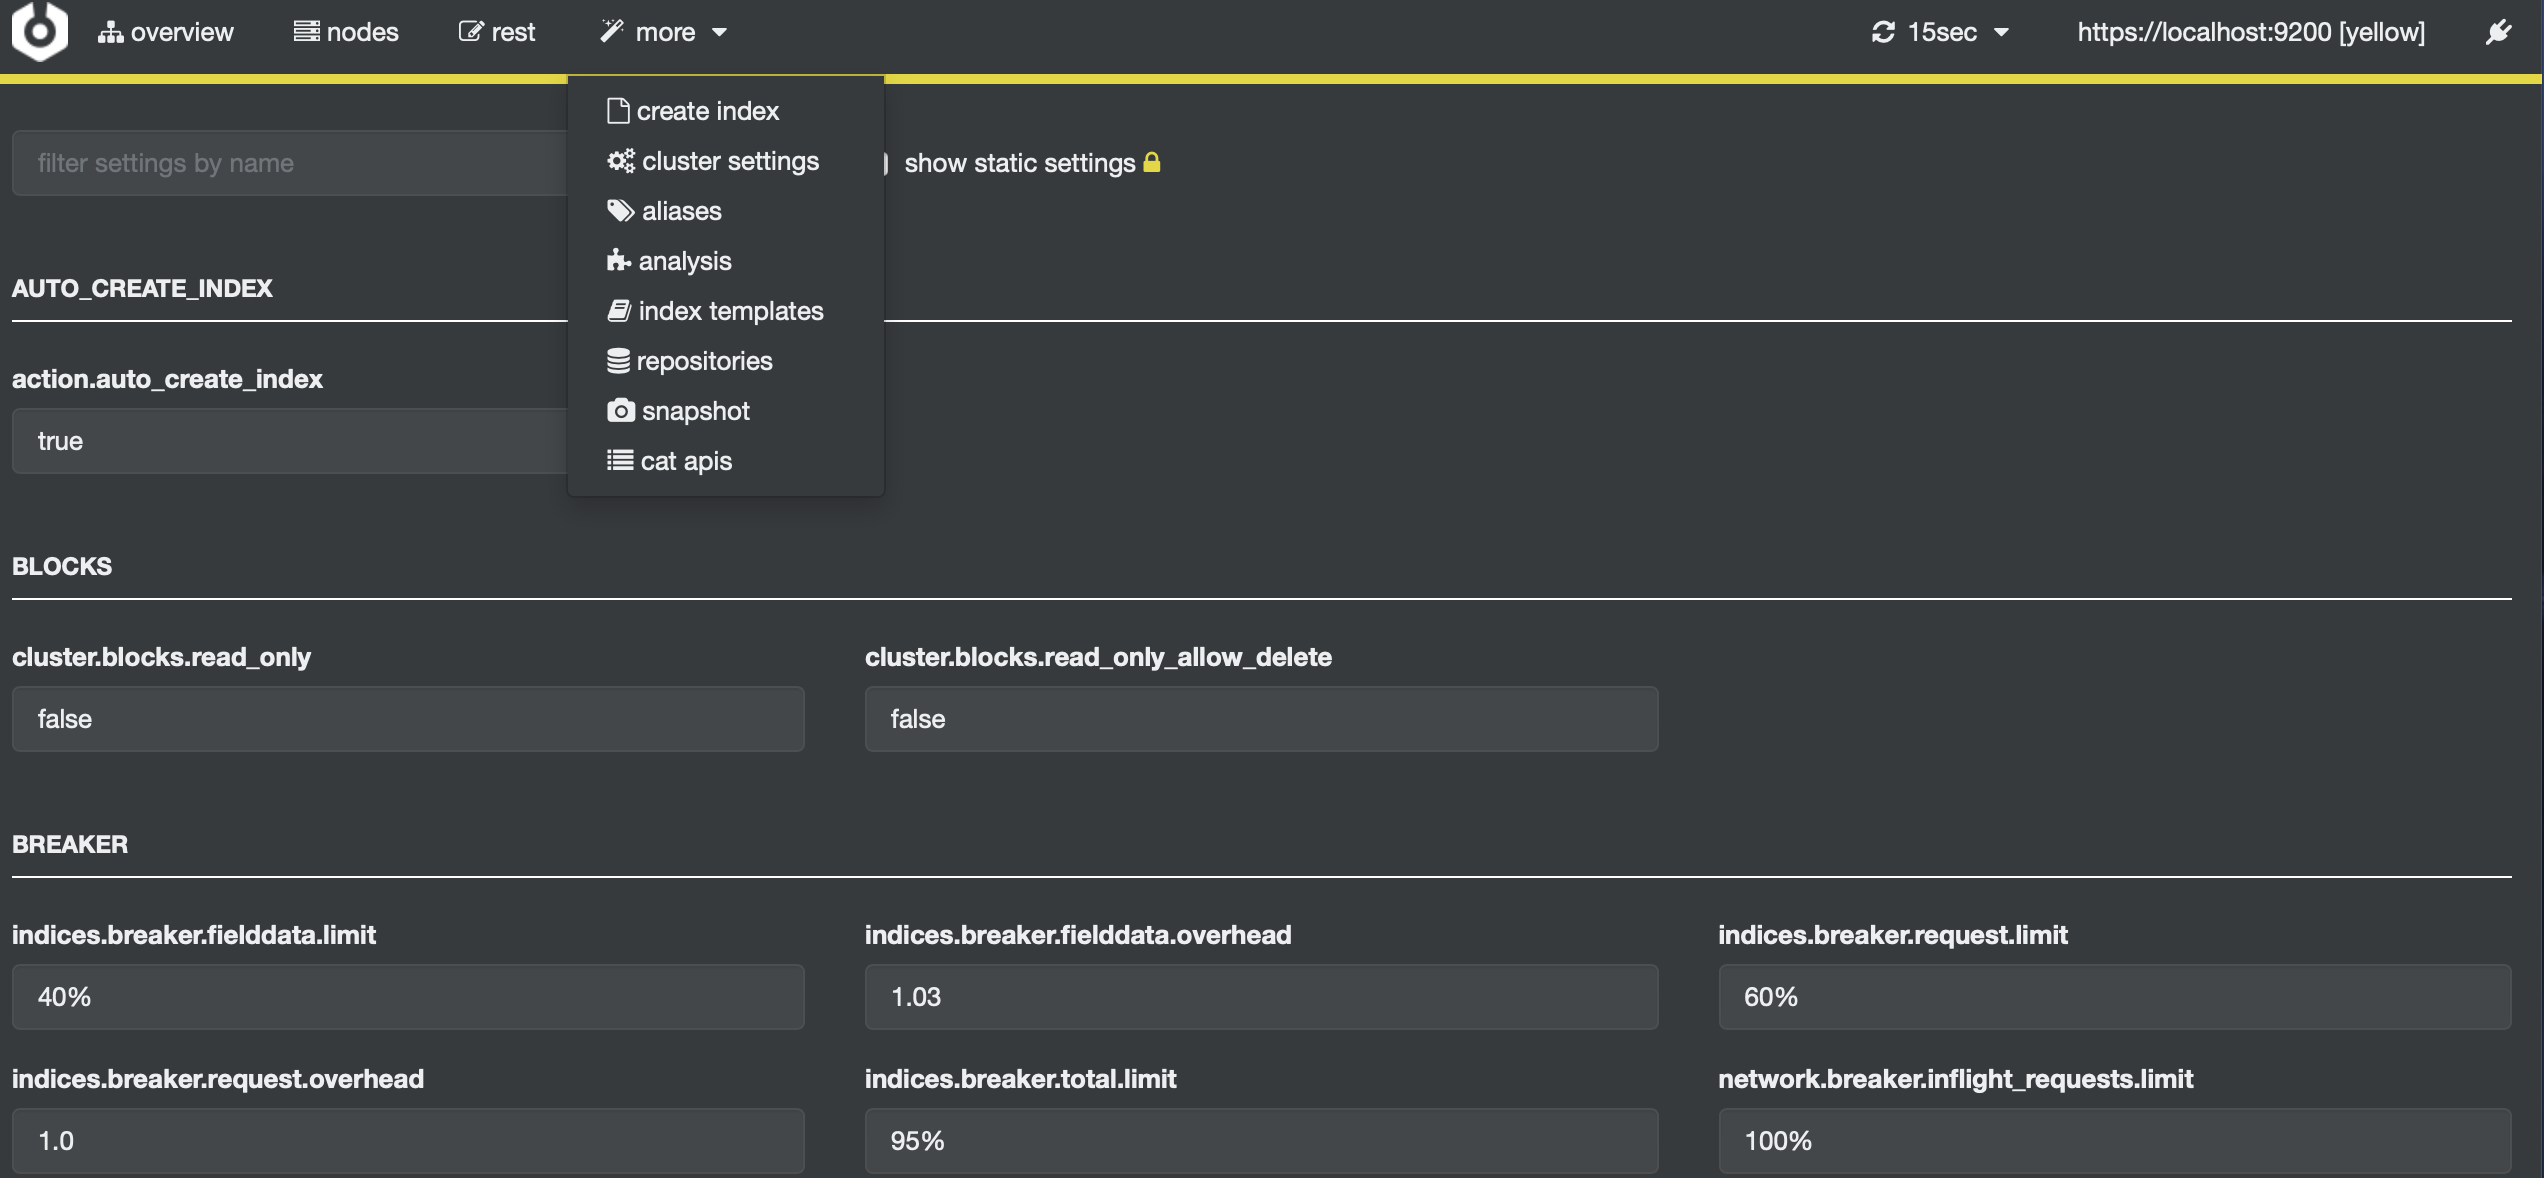 overview nodes rest more 15sec https://localhost:9200 [yellow]
create index
cluster settings
aliases
analysis
index templates
repositories
snapshot
cat apis
filter settings by name
show static settings
AUTO_CREATE_INDEX
action.auto_create_index
true
BLOCKS
cluster.blocks.read_only cluster.blocks.read_only_allow_delete
false false
BREAKER
indices.breaker.fielddata.limit indices.breaker.fielddata.overhead indices.breaker.request.limit
40% 1.03 60%
indices.breaker.request.overhead indices.breaker.total.limit network.breaker.inflight_requests.limit
1.0 95% 100%